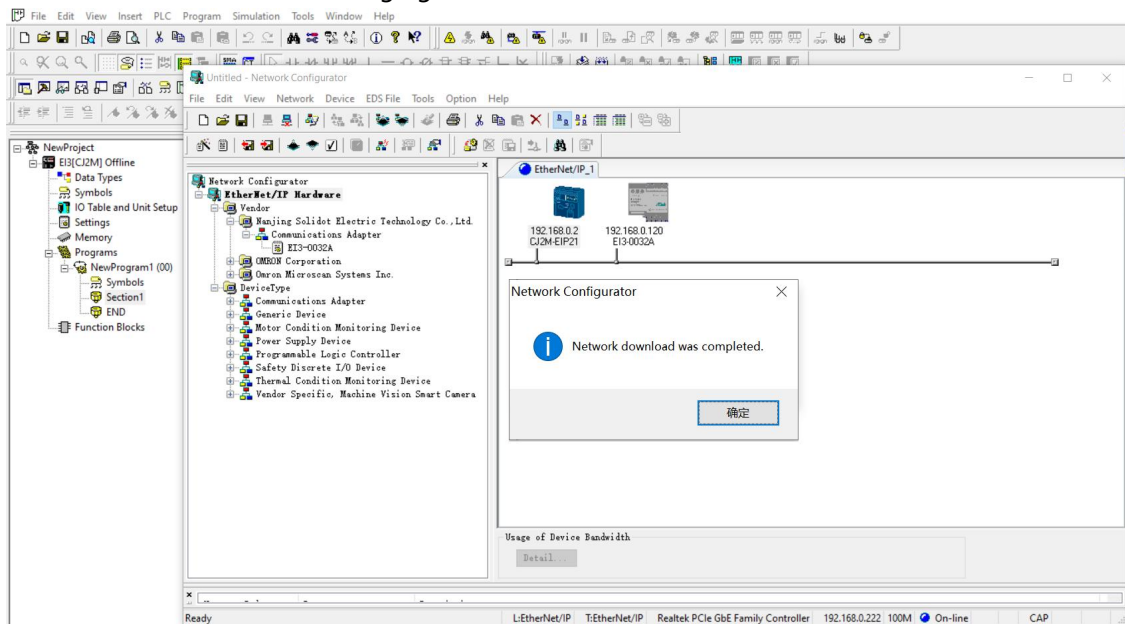 File Edit View Insert PLC Program Simulation Tools Window Help
Untitled - Network Configurator
File Edit View Network Device EDS File Tools Option Help
NewProject
EI3[CJ2M] Offline
Data Types
Symbols
IO Table and Unit Setup
Settings
Memory
Programs
NewProgram1 (00)
Symbols
Section1
END
Function Blocks
Network Configurator
EtherNet/IP Hardware
Vendor
Nanjing Solidot Electric Technology Co., Ltd.
Communications Adapter
EI3-0032A
OMRON Corporation
Omron Microscan Systems Inc.
DeviceType
Communications Adapter
Generic Device
Motor Condition Monitoring Device
Power Supply Device
Programmable Logic Controller
Safety Discrete I/O Device
Thermal Condition Monitoring Device
Vendor Specific, Machine Vision Smart Camera
EtherNet/IP_1
192.168.0.2 192.168.0.120
CJ2M-EIP21 EI3-0032A
Network Configurator
Network download was completed.
确定
Usage of Device Bandwidth
Detail...
Ready L:EtherNet/IP T:EtherNet/IP Realtek PCIe GbE Family Controller 192.168.0.222 100M On-line CAP